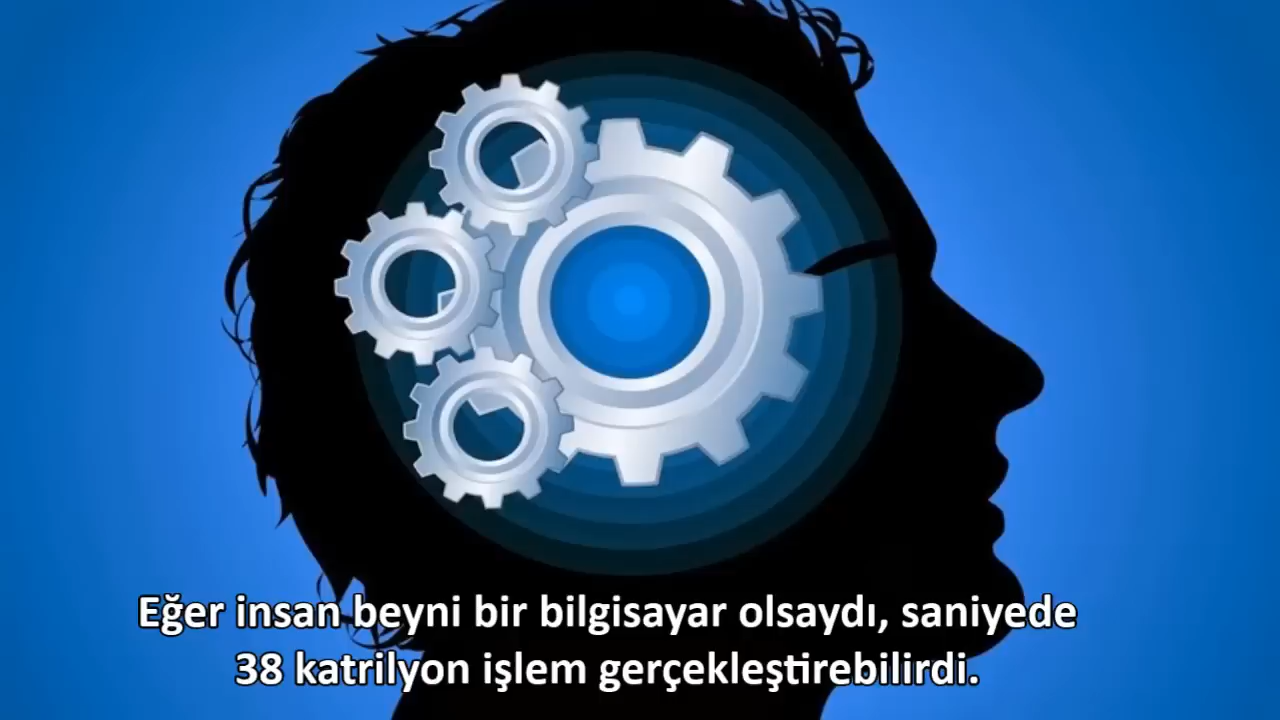 Eğer insan beyni bir bilgisayar olsaydı, saniyede
38 katrilyon işlem gerçekleştirebilirdi.